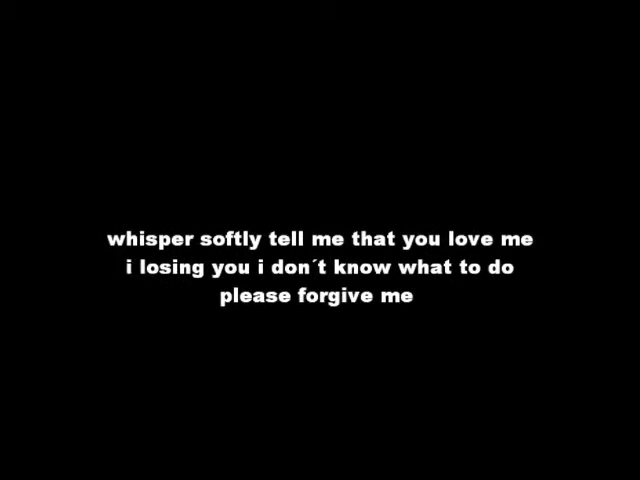 whisper softly tell me that you love me
i losing you i don´t know what to do
please forgive me